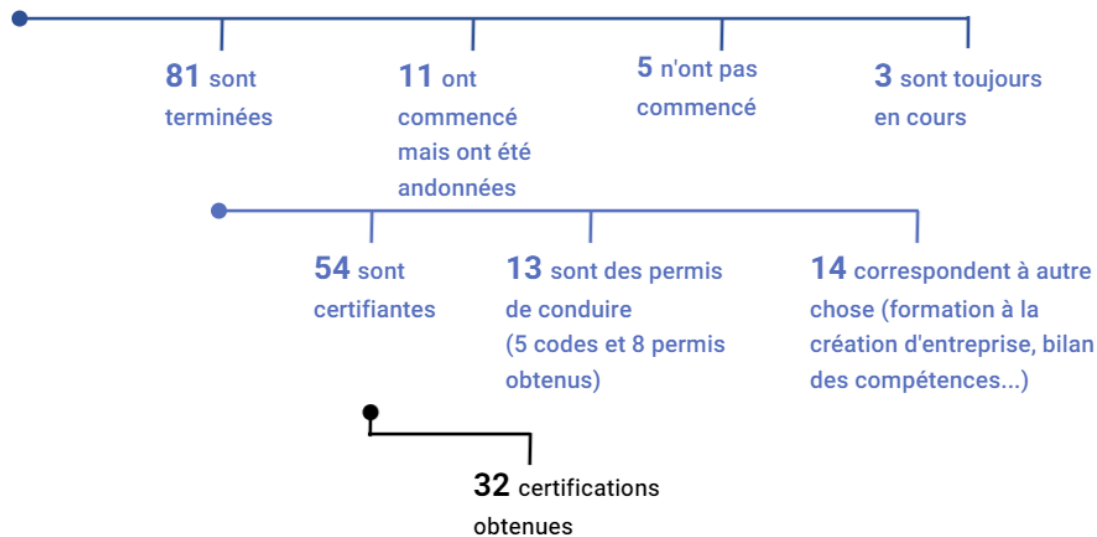 81 sont
terminées
11 ont
commencé
mais ont été
andonnées
5 n'ont pas
commencé
3 sont toujours
en cours
54 sont
certifiantes
13 sont des permis
de conduire
(5 codes et 8 permis
obtenus)
14 correspondent à autre
chose (formation à la
création d'entreprise, bilan
des compétences...)
32 certifications
obtenues